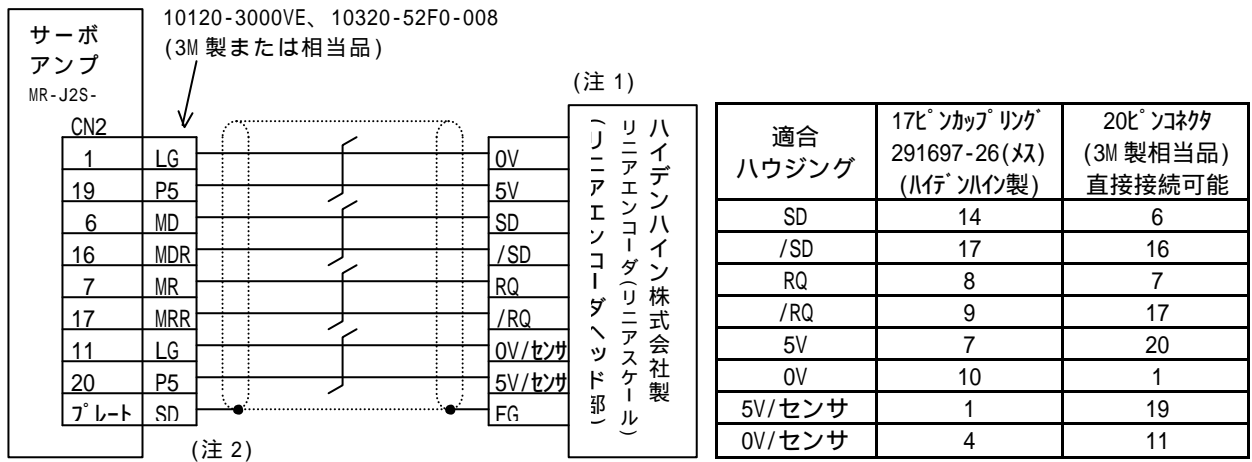 10120-3000VE、10320-52F0-008
(3M 製または相当品)
サーボ
アンプ
MR-J2S-
CN2
1 LG
19 P5
6 MD
16 MDR
7 MR
17 MRR
11 LG
20 P5
プレート SD
(注 2)
(注 1)
0V
5V
SD
/SD
RQ
/RQ
0V/センサ
5V/センサ
FG
ハイデンハイン株式会社製
リニアエンコーダ(リニアスケール)
(リニアエンコーダヘッド部)
適合
ハウジング
17ピンカップリング
291697-26(メス)
(ハイデンハイン製)
20ピンコネクタ
(3M 製相当品)
直接接続可能
SD 14 6
/SD 17 16
RQ 8 7
/RQ 9 17
5V 7 20
0V 10 1
5V/センサ 1 19
0V/センサ 4 11